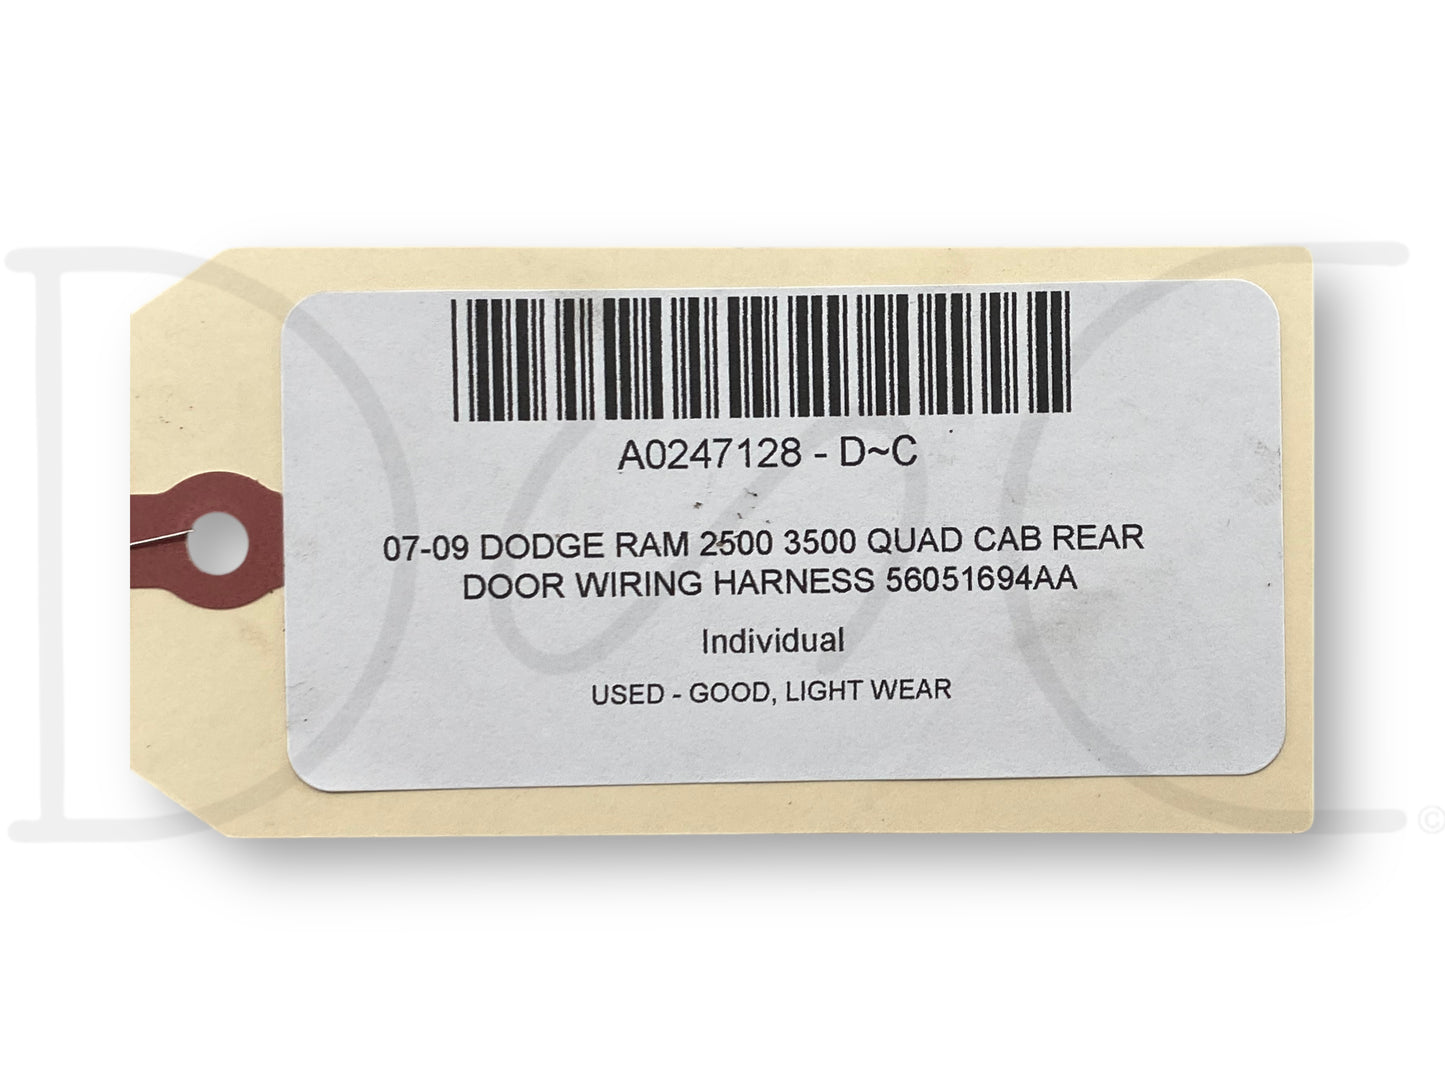 A0247128 - D~C
07-09 DODGE RAM 2500 3500 QUAD CAB REAR
DOOR WIRING HARNESS 56051694AA
Individual
USED - GOOD, LIGHT WEAR
D C
©